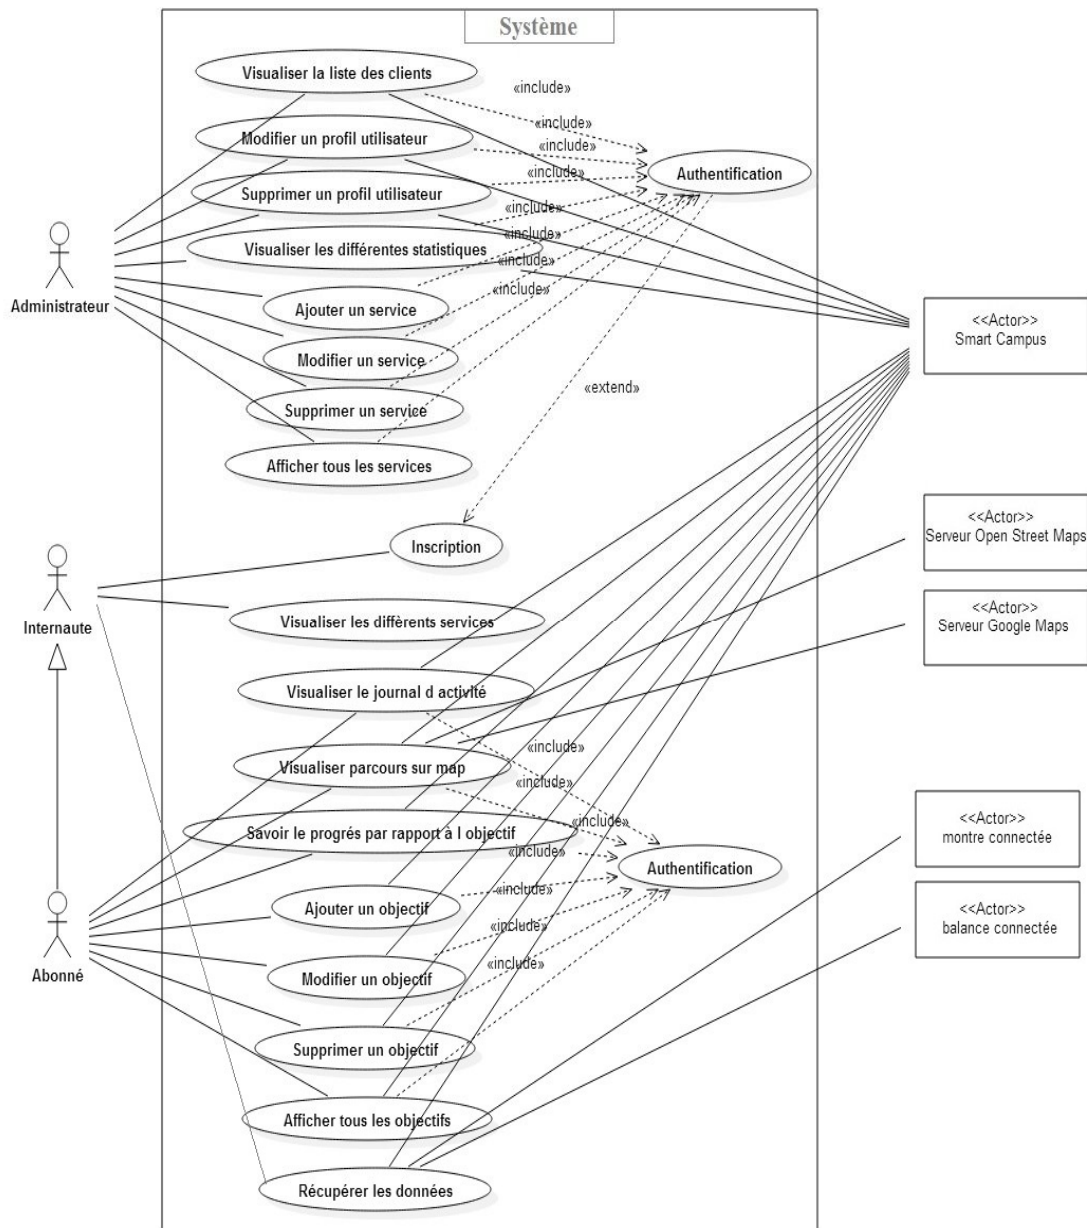 Système
Visualiser la liste des clients
«include»
«include»
Modifier un profil utilisateur
«include»
Authentification
«include»
Supprimer un profil utilisateur
«include»
«include»
Visualiser les différentes statistiques
«include»
«include»
Administrateur
Ajouter un service
<<Actor>>
Smart Campus
Modifier un service
«extend»
Supprimer un service
Afficher tous les services
<<Actor>>
Serveur Open Street Maps
Inscription
Internaute
Visualiser les diffèrents services
<<Actor>>
Serveur Google Maps
Visualiser le journal d activité
«include»
Visualiser parcours sur map
«include»
«include»
Savoir le progrés par rapport à l objectif
<<Actor>>
montre connectée
«include»
Authentification
«include»
Ajouter un objectif
<<Actor>>
balance connectée
«include»
Abonné
Modifier un objectif
«include»
Supprimer un objectif
Afficher tous les objectifs
Récupérer les données